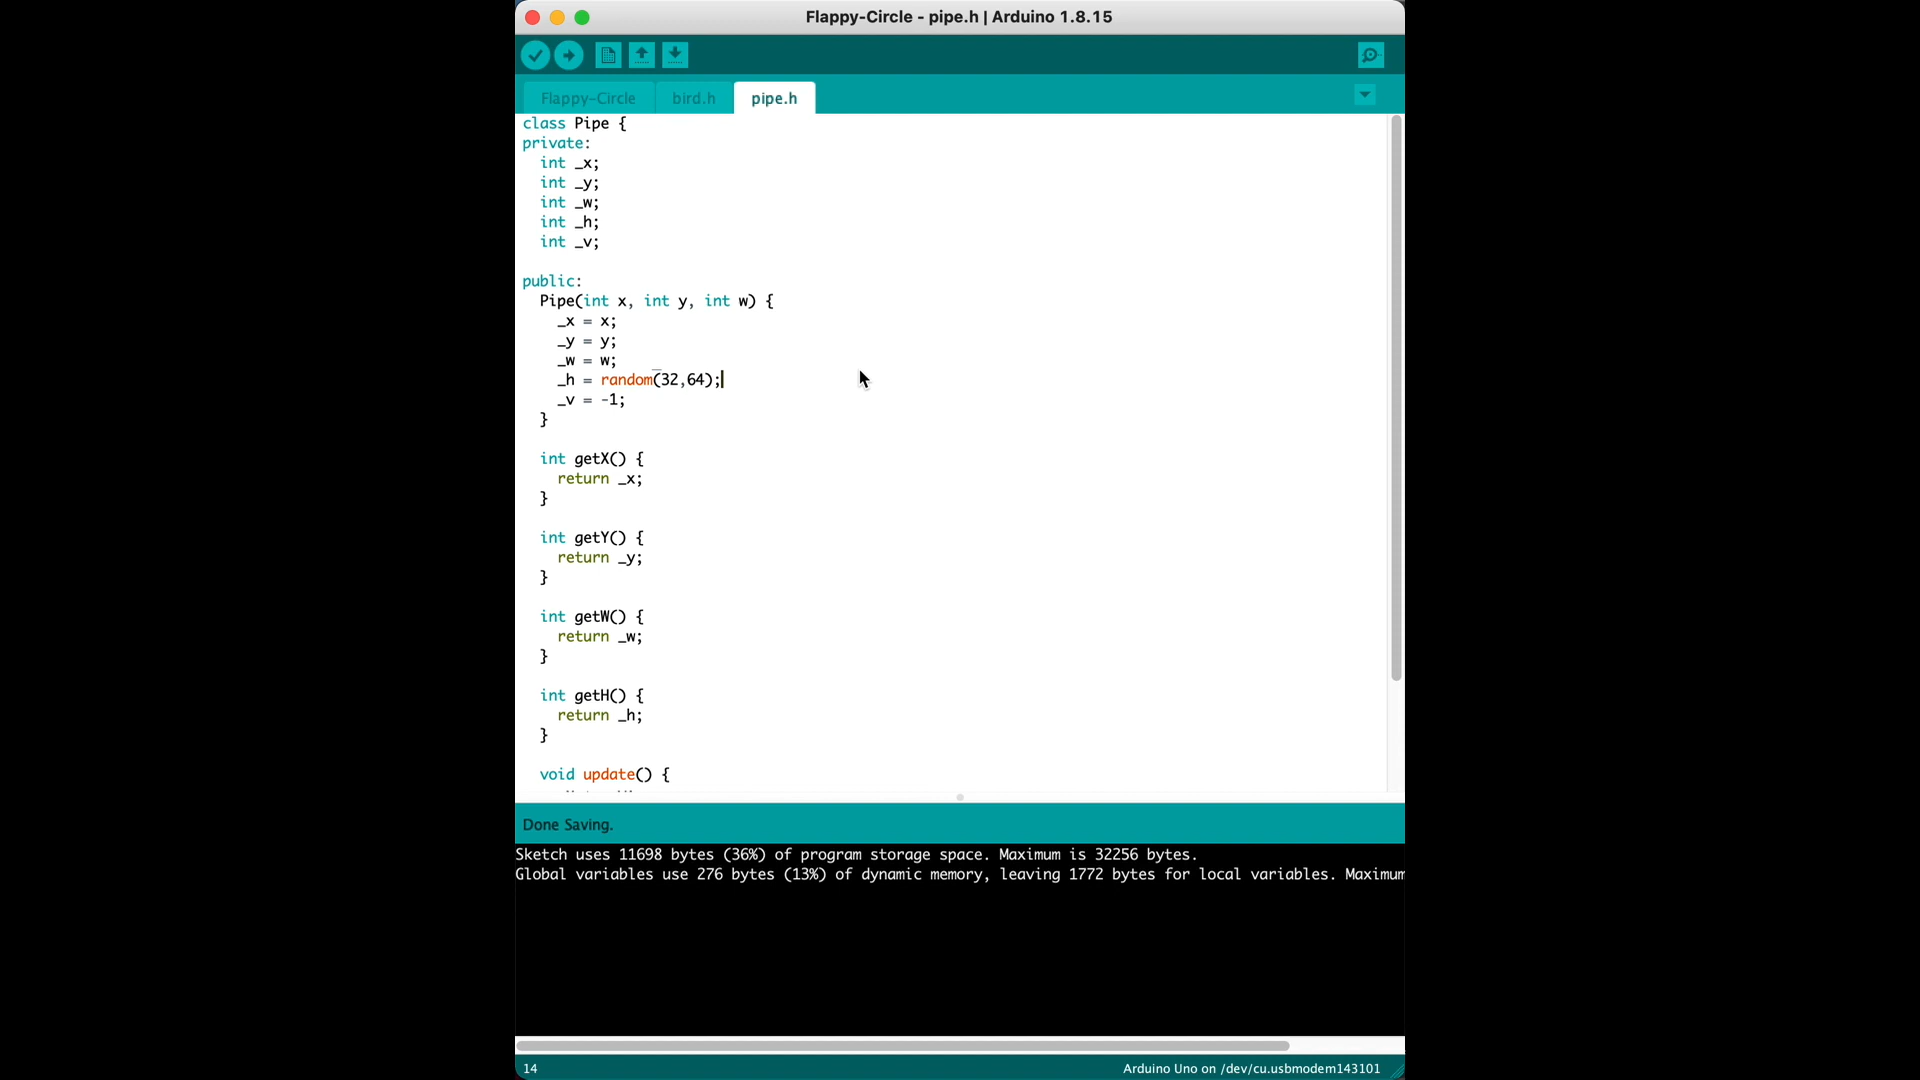 Flappy-Circle - pipe.h | Arduino 1.8.15
Flappy-Circle bird.h pipe.h
class Pipe {
private:
  int _x;
  int _y;
  int _w;
  int _h;
  int _v;
public:
  Pipe(int x, int y, int w) {
    _x = x;
    _y = y;
    _w = w;
    _h = random(32,64);
    _v = -1;
  }
  int getX() {
    return _x;
  }
  int getY() {
    return _y;
  }
  int getW() {
    return _w;
  }
  int getH() {
    return _h;
  }
  void update() {
Done Saving.
Sketch uses 11698 bytes (36%) of program storage space. Maximum is 32256 bytes.
Global variables use 276 bytes (13%) of dynamic memory, leaving 1772 bytes for local variables. Maximum
14 Arduino Uno on /dev/cu.usbmodem143101